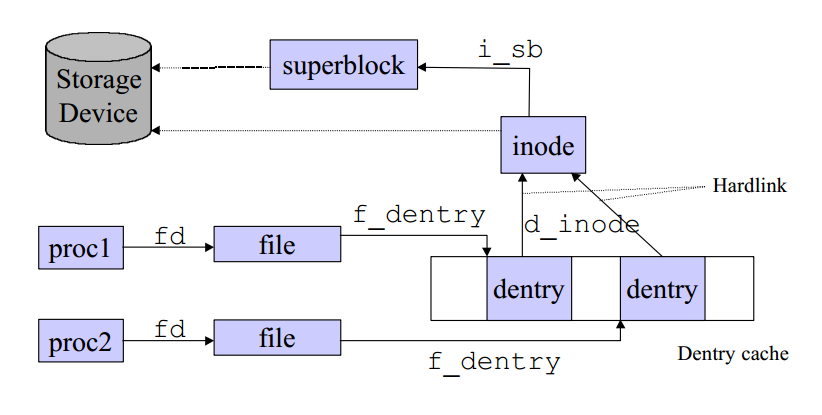 i_sb
superblock
Storage
Device
inode
Hardlink
f_dentry
d_inode
proc1
fd
file
dentry
dentry
proc2
fd
file
f_dentry
Dentry cache